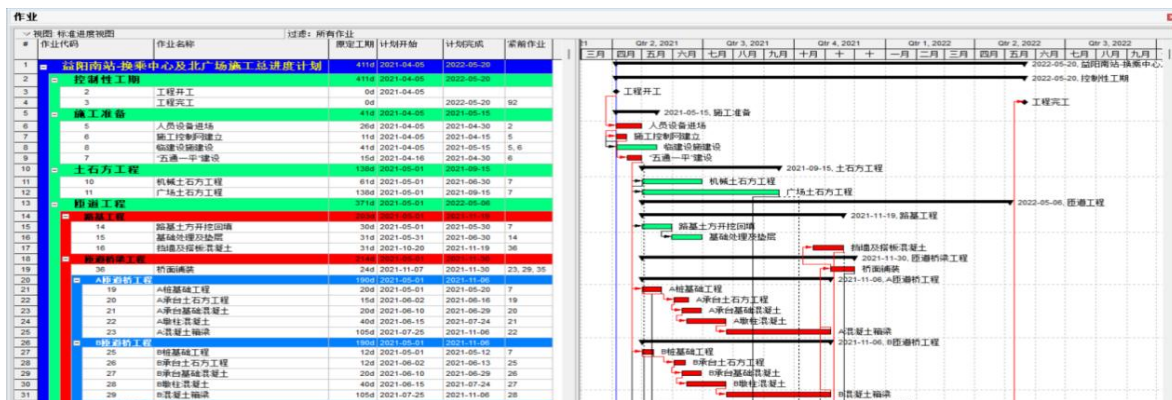 作业
视图: 标准进度视图 过滤: 所有作业
# 作业代码 作业名称 原定工期 计划开始 计划完成 紧前作业
1 益阳南站-换乘中心及北广场施工总进度计划 411d 2021-04-05 2022-05-20
2 控制性工期 411d 2021-04-05 2022-05-20
3 2 工程开工 0d 2021-04-05
4 3 工程完工 0d 2022-05-20 92
5 施工准备 41d 2021-04-05 2021-05-15
6 5 人员设备进场 26d 2021-04-05 2021-04-30 2
7 6 施工控制网建立 11d 2021-04-05 2021-04-15 5
8 8 临建设施建设 41d 2021-04-05 2021-05-15 5, 6
9 7 “五通一平”建设 15d 2021-04-16 2021-04-30 6
10 土石方工程 138d 2021-05-01 2021-09-15
11 10 机械土石方工程 61d 2021-05-01 2021-06-30 7
12 11 广场土石方工程 138d 2021-05-01 2021-09-15 7
13 匝道工程 371d 2021-05-01 2022-05-06
14 路基工程 203d 2021-05-01 2021-11-19
15 14 路基土方开挖回填 30d 2021-05-01 2021-05-30 7
16 15 基础处理及垫层 31d 2021-05-31 2021-06-30 14
17 16 挡墙及搭板混凝土 31d 2021-10-20 2021-11-19 36
18 匝道桥梁工程 214d 2021-05-01 2021-11-30
19 36 桥面铺装 24d 2021-11-07 2021-11-30 23, 29, 35
20 A匝道桥工程 190d 2021-05-01 2021-11-06
21 19 A桩基础工程 20d 2021-05-01 2021-05-20 7
22 20 A承台土石方工程 15d 2021-06-02 2021-06-16 19
23 21 A承台基础混凝土 20d 2021-06-10 2021-06-29 20
24 22 A墩柱混凝土 40d 2021-06-15 2021-07-24 21
25 23 A混凝土箱梁 105d 2021-07-25 2021-11-06 22
26 B匝道桥工程 190d 2021-05-01 2021-11-06
27 25 B桩基础工程 12d 2021-05-01 2021-05-12 7
28 26 B承台土石方工程 12d 2021-06-02 2021-06-13 25
29 27 B承台基础混凝土 20d 2021-06-10 2021-06-29 26
30 28 B墩柱混凝土 40d 2021-06-15 2021-07-24 27
31 29 B混凝土箱梁 105d 2021-07-25 2021-11-06 28
21 Qtr 2, 2021 Qtr 3, 2021 Qtr 4, 2021 Qtr 1, 2022 Qtr 2, 2022 Qtr 3, 2022
三月 四月 五月 六月 七月 八月 九月 十月 十 十 一月 二月 三月 四月 五月 六月 七月 八月 九月
2022-05-20, 益阳南站-换乘中心
2022-05-20, 控制性工期
工程开工
工程完工
2021-05-15, 施工准备
人员设备进场
施工控制网建立
临建设施建设
“五通一平”建设
2021-09-15, 土石方工程
机械土石方工程
广场土石方工程
2022-05-06, 匝道工程
2021-11-19, 路基工程
路基土方开挖回填
基础处理及垫层
挡墙及搭板混凝土
2021-11-30, 匝道桥梁工程
桥面铺装
2021-11-06, A匝道桥工程
A桩基础工程
A承台土石方工程
A承台基础混凝土
A墩柱混凝土
A混凝土箱梁
2021-11-06, B匝道桥工程
B桩基础工程
B承台土石方工程
B承台基础混凝土
B墩柱混凝土
B混凝土箱梁